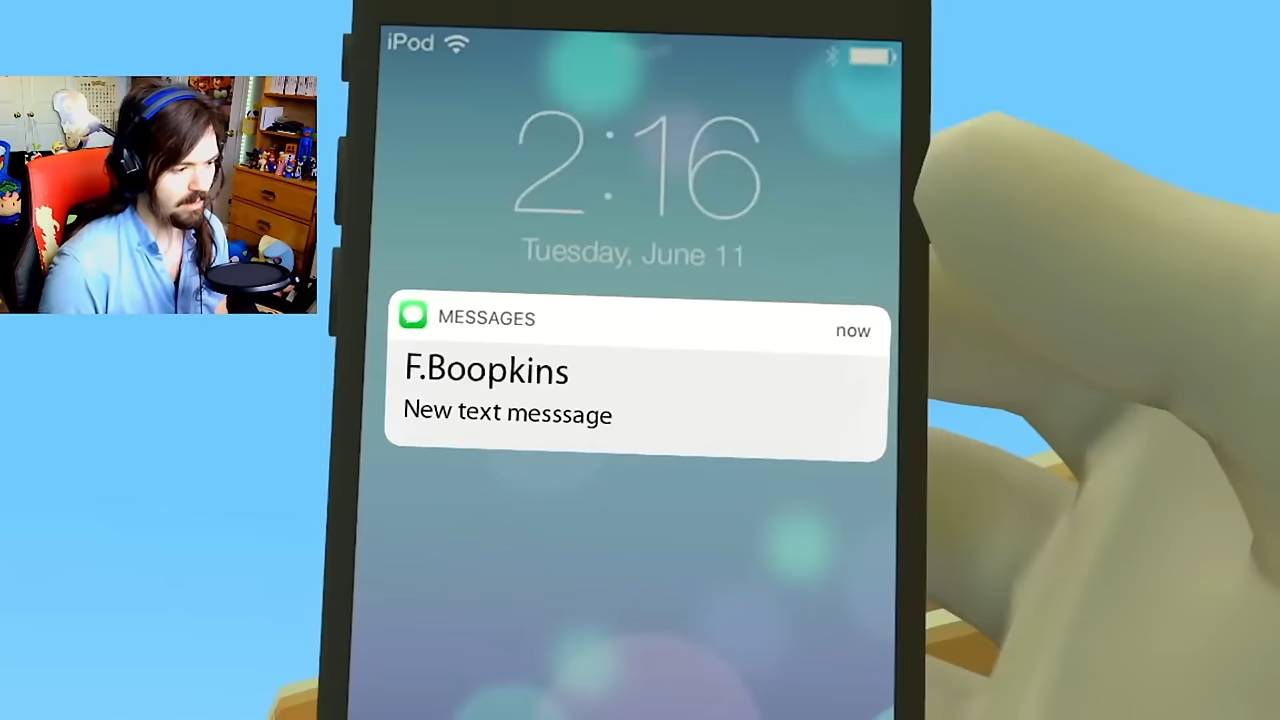 iPod
2:16
Tuesday, June 11
MESSAGES now
F.Boopkins
New text messsage